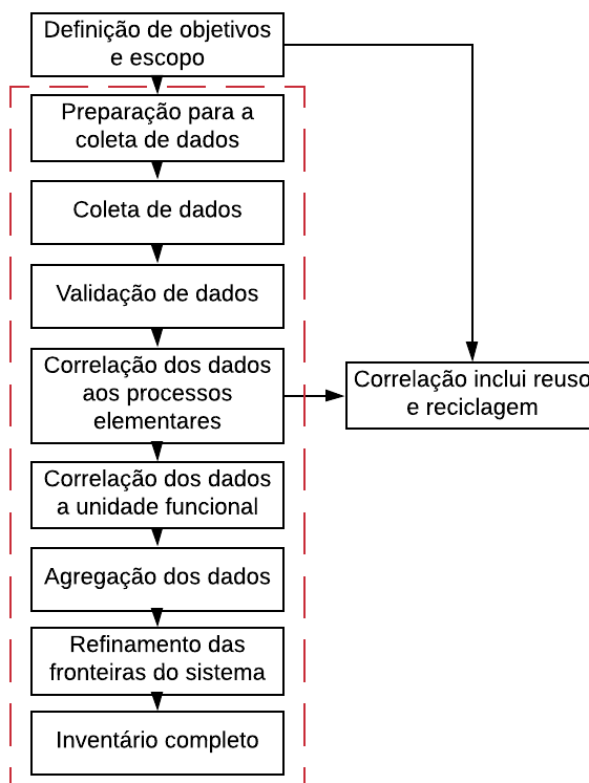 Definição de objetivos
e escopo
Preparação para a
coleta de dados
Coleta de dados
Validação de dados
Correlação dos dados
aos processos
elementares
Correlação inclui reuso
e reciclagem
Correlação dos dados
a unidade funcional
Agregação dos dados
Refinamento das
fronteiras do sistema
Inventário completo